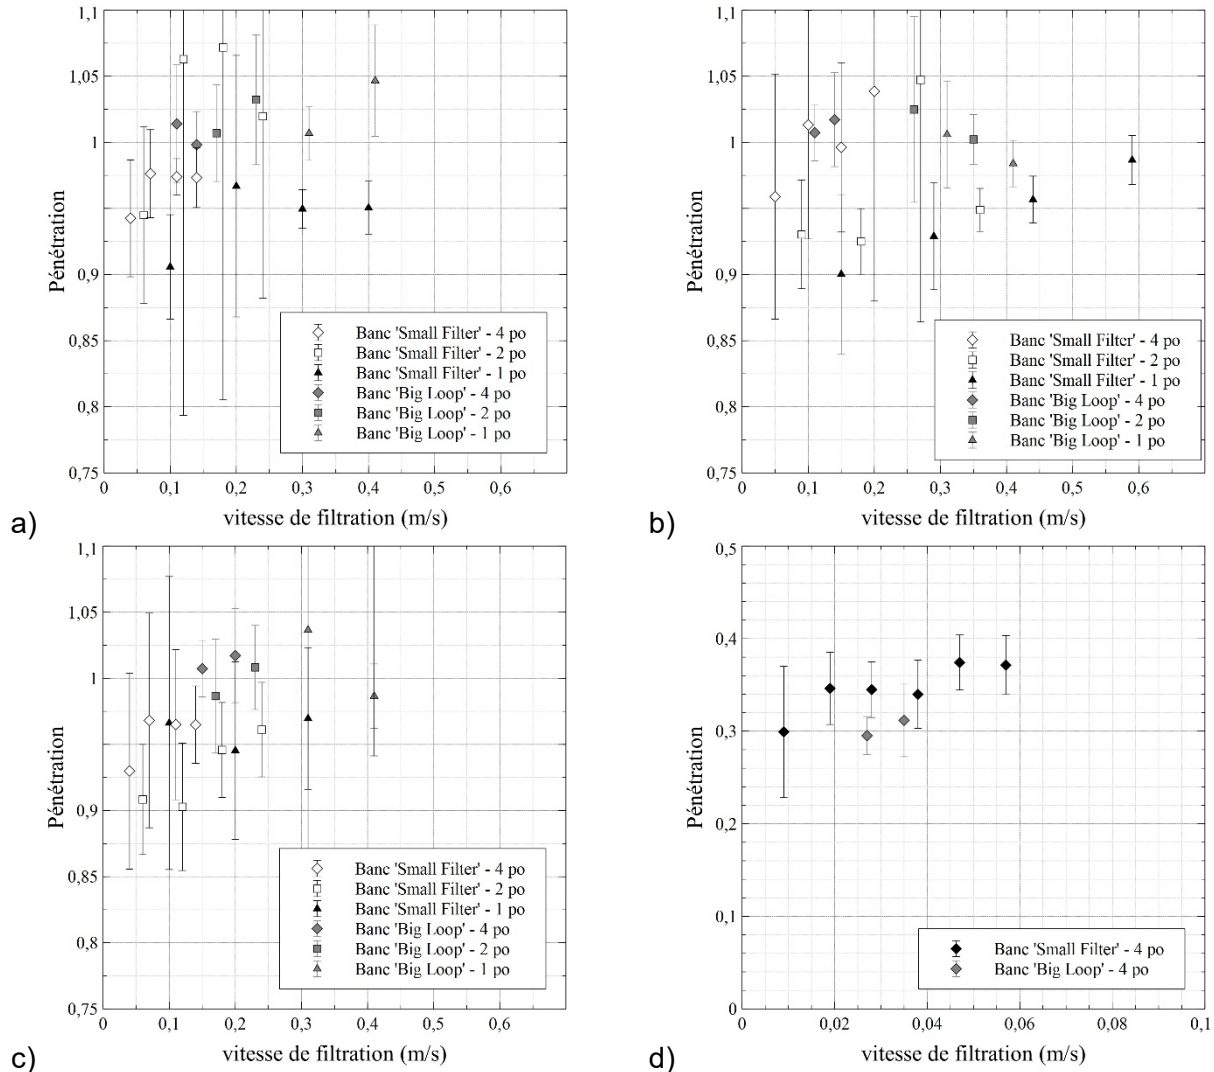 1,1
1,05
1
0,9
0,85
0,8
0,75
Pénétration
Banc 'Small Filter' - 4 po
Banc 'Small Filter' - 2 po
Banc 'Small Filter' - 1 po
Banc 'Big Loop' - 4 po
Banc 'Big Loop' - 2 po
Banc 'Big Loop' - 1 po
0 0,1 0,2 0,3 0,4 0,5 0,6
vitesse de filtration (m/s)
a)
1,1
1,05
1
0,9
0,85
0,8
0,75
Pénétration
Banc 'Small Filter' - 4 po
Banc 'Small Filter' - 2 po
Banc 'Small Filter' - 1 po
Banc 'Big Loop' - 4 po
Banc 'Big Loop' - 2 po
Banc 'Big Loop' - 1 po
0 0,1 0,2 0,3 0,4 0,5 0,6
vitesse de filtration (m/s)
b)
1,1
1,05
1
0,9
0,85
0,8
0,75
Pénétration
Banc 'Small Filter' - 4 po
Banc 'Small Filter' - 2 po
Banc 'Small Filter' - 1 po
Banc 'Big Loop' - 4 po
Banc 'Big Loop' - 2 po
Banc 'Big Loop' - 1 po
0 0,1 0,2 0,3 0,4 0,5 0,6
vitesse de filtration (m/s)
c)
0,5
0,4
0,3
0,2
0,1
0
Pénétration
Banc 'Small Filter' - 4 po
Banc 'Big Loop' - 4 po
0 0,02 0,04 0,06 0,08 0,1
vitesse de filtration (m/s)
d)